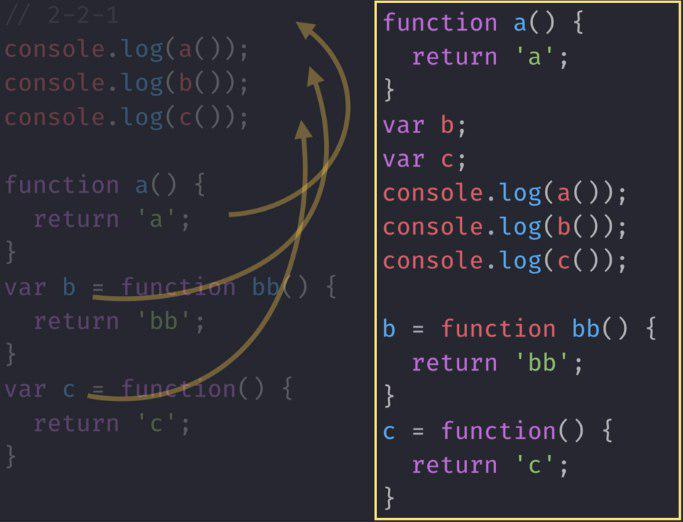 // 2-2-1
console.log(a());
console.log(b());
console.log(c());
function a() {
  return 'a';
}
var b = function bb() {
  return 'bb';
}
var c = function() {
  return 'c';
}
function a() {
  return 'a';
}
var b;
var c;
console.log(a());
console.log(b());
console.log(c());
b = function bb() {
  return 'bb';
}
c = function() {
  return 'c';
}